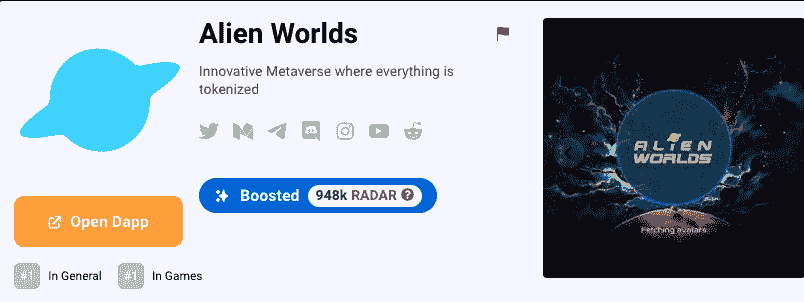 Alien Worlds
Innovative Metaverse where everything is
tokenized
Boosted 948k RADAR ?
Open Dapp
#1 In General #1 In Games
ALIEN
WORLDS
Fetching avatars